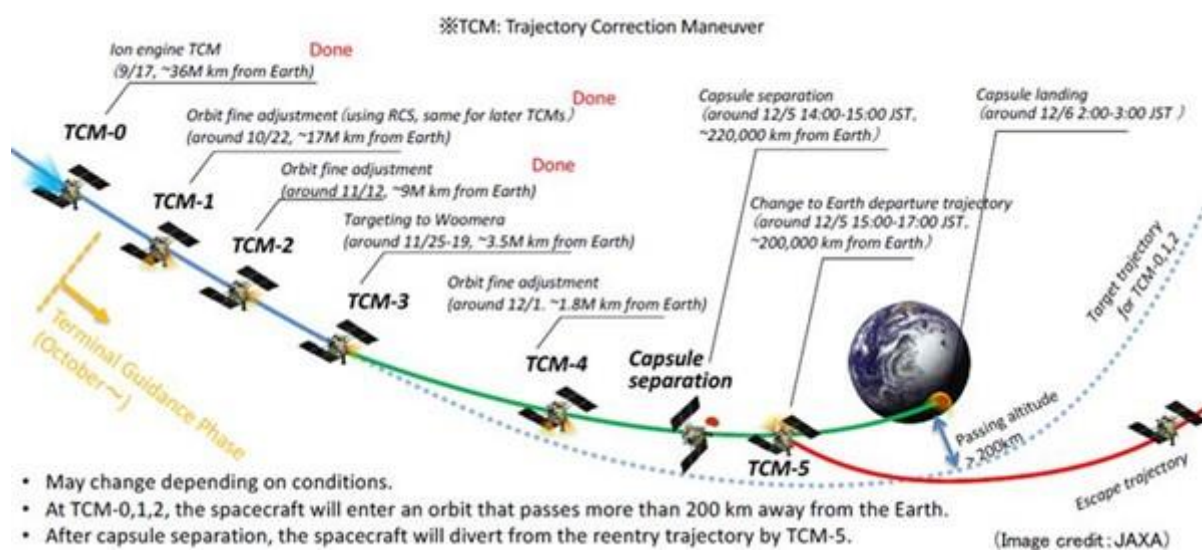 ※TCM: Trajectory Correction Maneuver
Ion engine TCM
(9/17, ~36M km from Earth)
Done
TCM-0
Orbit fine adjustment (using RCS, same for later TCMs)
(around 10/22, ~17M km from Earth)
Done
TCM-1
Orbit fine adjustment
(around 11/12, ~9M km from Earth)
Done
TCM-2
Targeting to Woomera
(around 11/25-19, ~3.5M km from Earth)
TCM-3
Orbit fine adjustment
(around 12/1. ~1.8M km from Earth)
TCM-4
Capsule separation
(around 12/5 14:00-15:00 JST,
~220,000 km from Earth)
Capsule
separation
Change to Earth departure trajectory
(around 12/5 15:00-17:00 JST,
~200,000 km from Earth)
TCM-5
Capsule landing
(around 12/6 2:00-3:00 JST)
Target trajectory
for TCM-0,1,2
Passing altitude
>200km
Escape trajectory
Terminal Guidance Phase
(October~)
• May change depending on conditions.
• At TCM-0,1,2, the spacecraft will enter an orbit that passes more than 200 km away from the Earth.
• After capsule separation, the spacecraft will divert from the reentry trajectory by TCM-5.
(Image credit: JAXA)